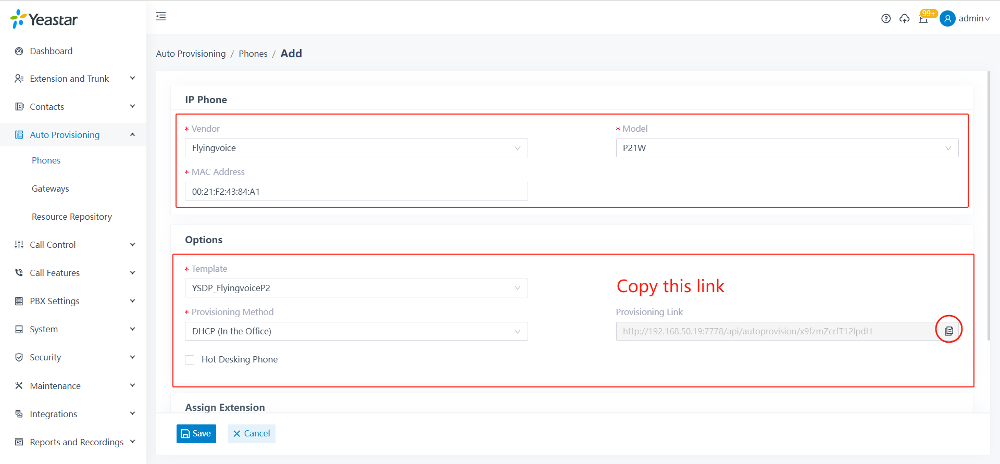 Yeastar
99+
admin
Dashboard
Extension and Trunk
Contacts
Auto Provisioning
Phones
Gateways
Resource Repository
Call Control
Call Features
PBX Settings
System
Security
Maintenance
Integrations
Reports and Recordings
Auto Provisioning / Phones / Add
IP Phone
* Vendor
Flyingvoice
* Model
P21W
* MAC Address
00:21:F2:43:84:A1
Options
* Template
YSDP_FlyingvoiceP2
Copy this link
* Provisioning Method
DHCP (In the Office)
Provisioning Link
http://192.168.50.19:7778/api/autoprovision/x9fzmZcrfT12lpdH
Hot Desking Phone
Assign Extension
Save
Cancel